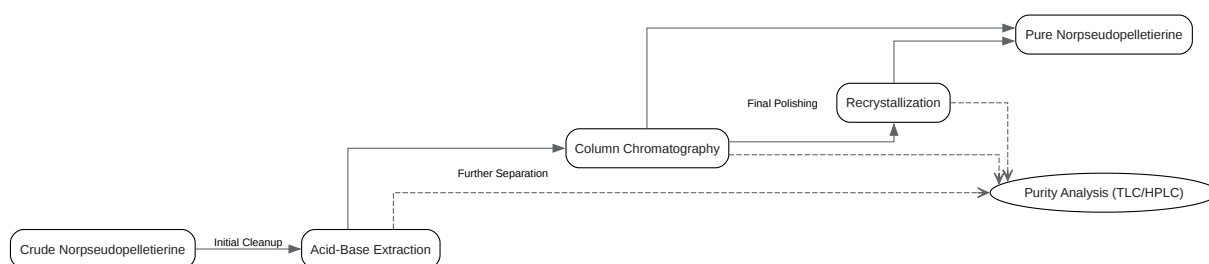 Pure Norpseudopelletierine
Final Polishing
Recrystallization
Column Chromatography
Further Separation
Purity Analysis (TLC/HPLC)
Crude Norpseudopelletierine
Initial Cleanup
Acid-Base Extraction